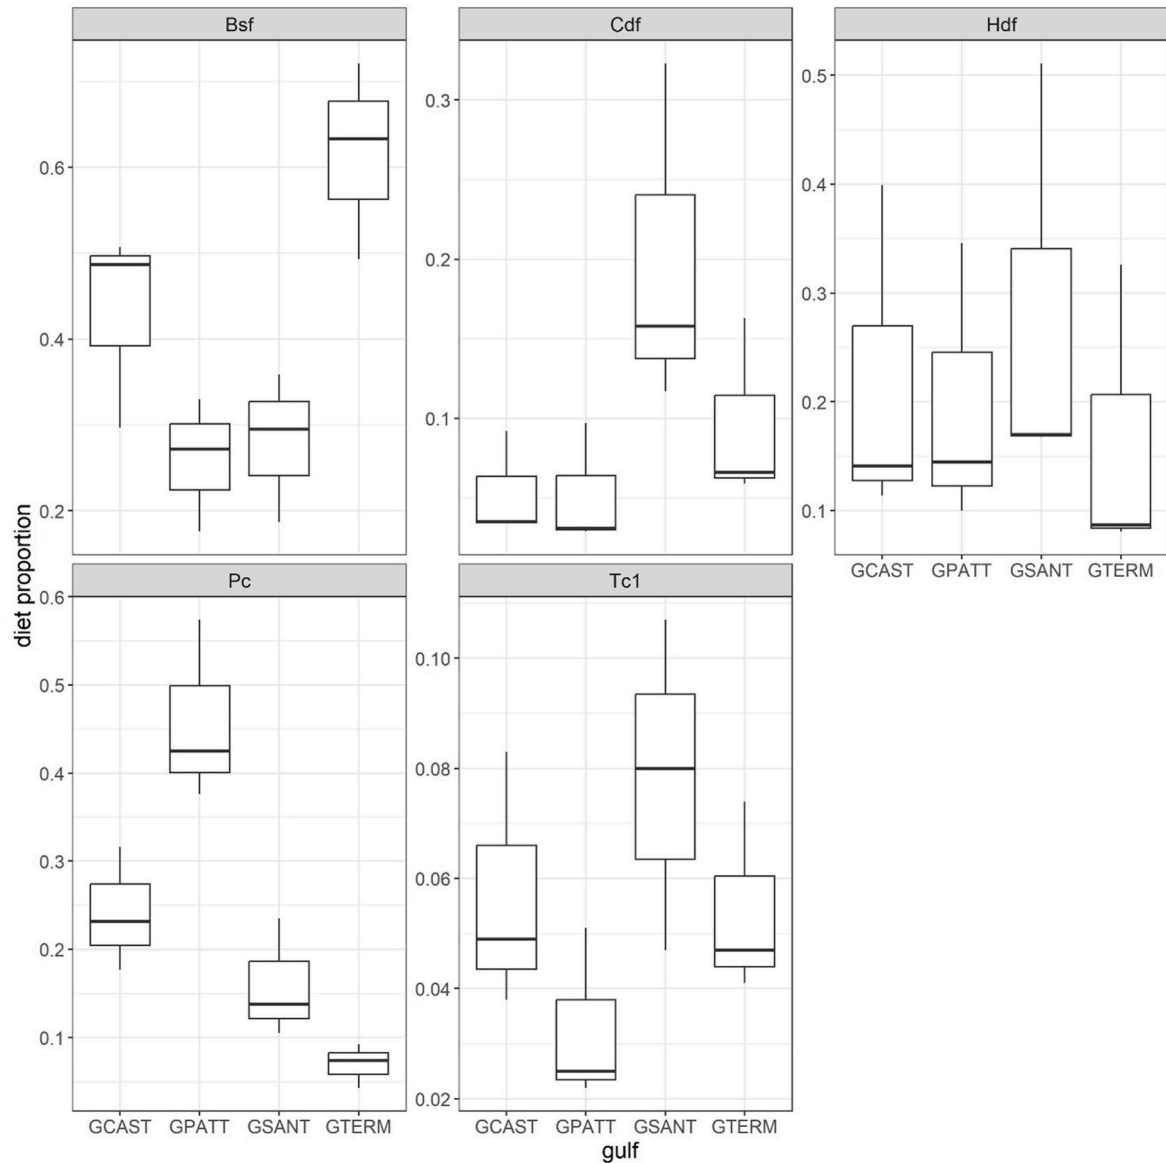 Bsf
Cdf
Hdf
0.6
0.4
0.2
0.3
0.2
0.1
0.5
0.4
0.3
0.2
0.1
GCAST GPATT GSANT GTERM
diet proportion
Pc
Tc1
0.6
0.5
0.4
0.3
0.2
0.1
0.10
0.08
0.06
0.04
0.02
GCAST GPATT GSANT GTERM
GCAST GPATT GSANT GTERM
gulf